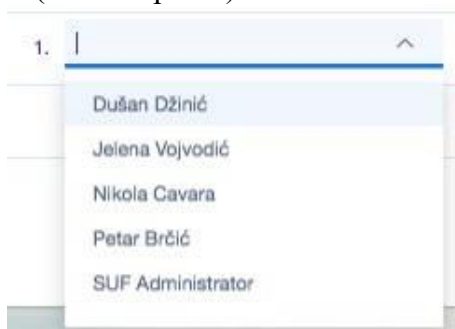 1.
Dušan Džinić
Jelena Vojvodić
Nikola Cavara
Petar Brčić
SUF Administrator